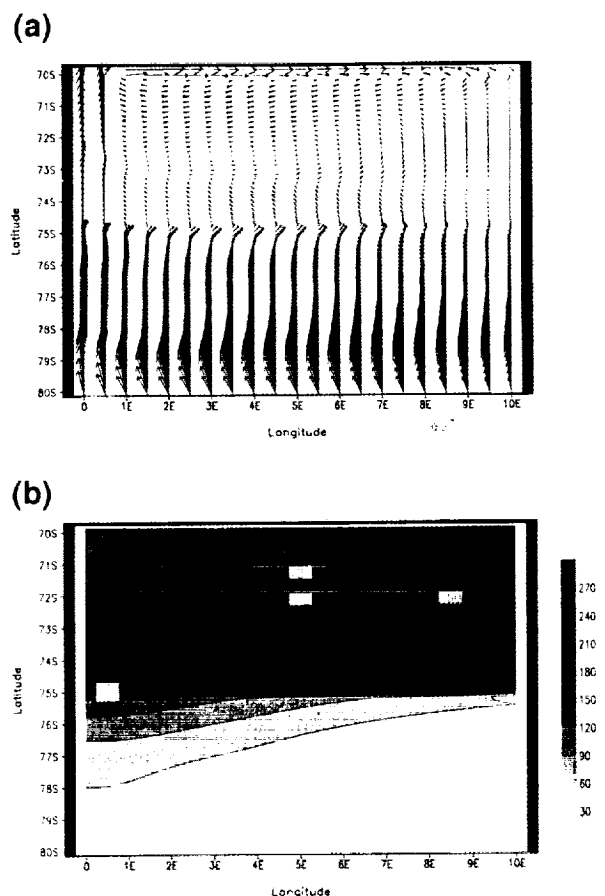 (a)
70S
71S
72S
73S
74S
75S
76S
77S
78S
79S
80S
Latitude
0 1E 2E 3E 4E 5E 6E 7E 8E 9E 10E
Longitude
(b)
70S
71S
72S
73S
74S
75S
76S
77S
78S
79S
80S
Latitude
0 1E 2E 3E 4E 5E 6E 7E 8E 9E 10E
Longitude
270
240
210
180
150
120
90
60
30